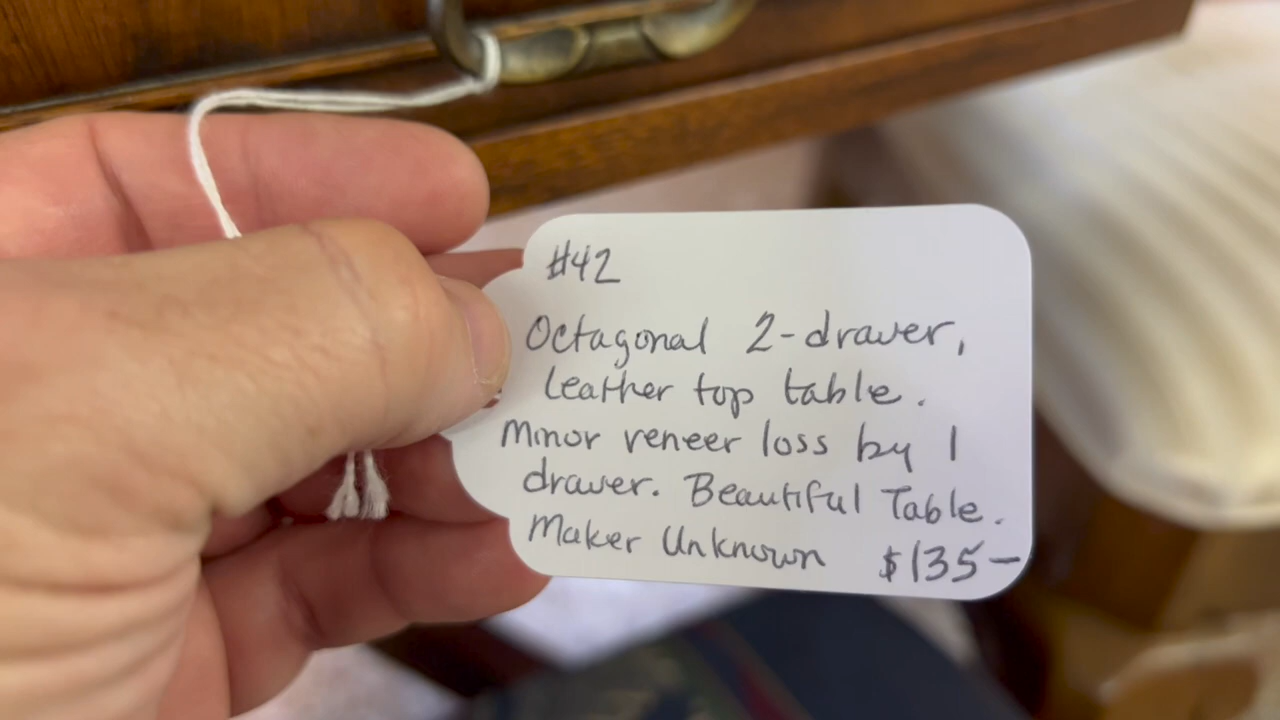 #42
Octagonal 2-drawer,
leather top table.
Minor veneer loss by 1
drawer. Beautiful Table.
Maker Unknown $135-